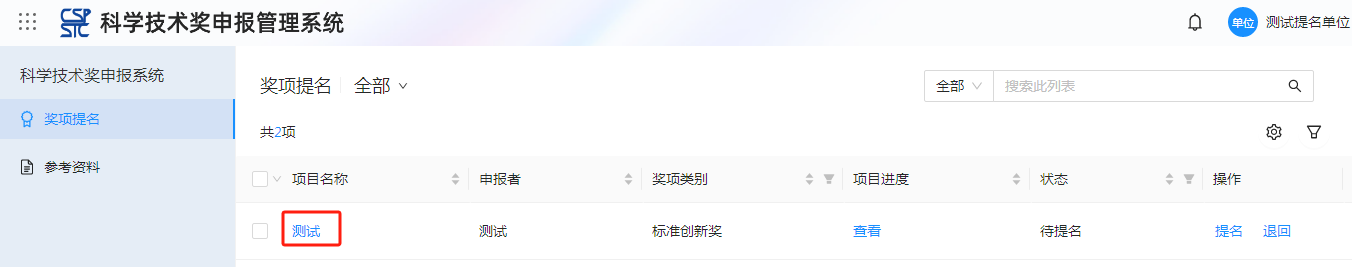 CSP STC 科学技术奖申报管理系统 单位 测试提名单位
科学技术奖申报系统
奖项提名
参考资料
奖项提名 全部 全部 搜索此列表
共2项
项目名称 申报者 奖项类别 项目进度 状态 操作
测试 测试 标准创新奖 查看 待提名 提名 退回